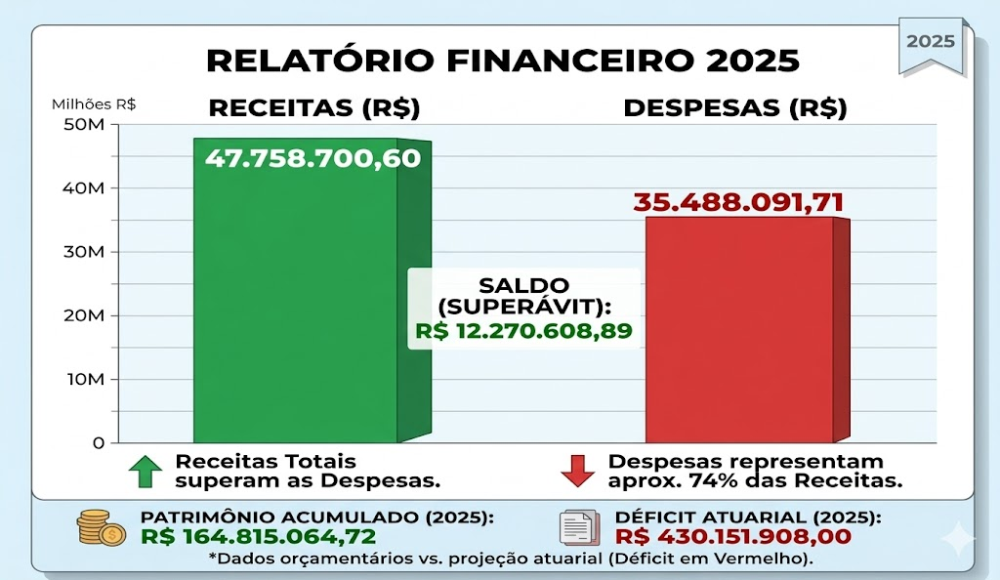 2025
RELATÓRIO FINANCEIRO 2025
Milhões R$
RECEITAS (R$)
DESPESAS (R$)
50M
47.758.700,60
40M
35.488.091,71
30M
SALDO
(SUPERÁVIT):
R$ 12.270.608,89
20M
10M
0
Receitas Totais
superam as Despesas.
Despesas representam
aprox. 74% das Receitas.
PATRIMÔNIO ACUMULADO (2025):
R$ 164.815.064,72
DÉFICIT ATUARIAL (2025):
R$ 430.151.908,00
*Dados orçamentários vs. projeção atuarial (Déficit em Vermelho).